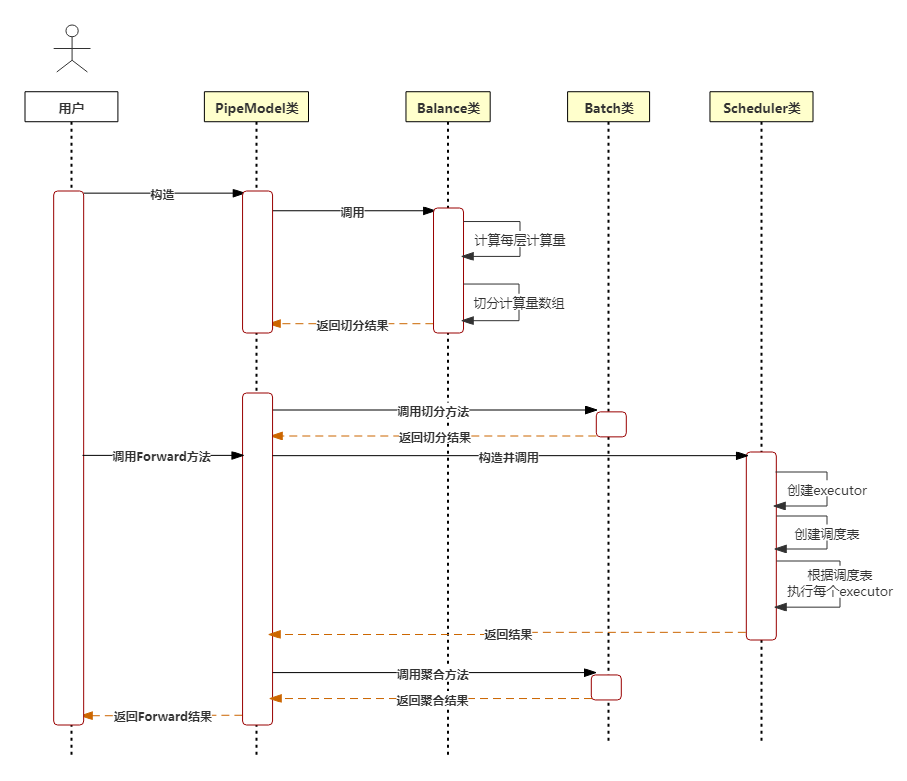 用户
PipeModel类
Balance类
Batch类
Scheduler类
构造
调用
计算每层计算量
切分计算量数组
返回切分结果
调用切分方法
返回切分结果
调用Forward方法
构造并调用
创建executor
创建调度表
根据调度表
执行每个executor
返回结果
调用聚合方法
返回聚合结果
返回Forward结果